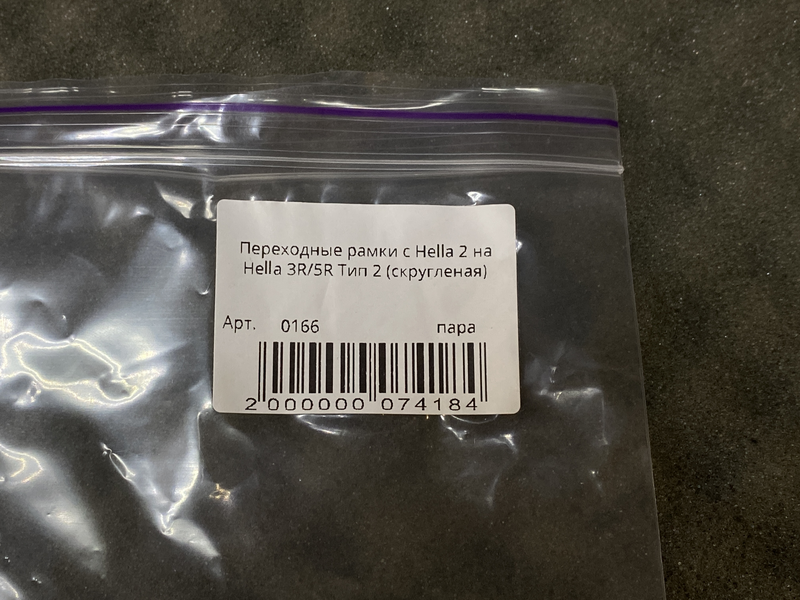 Переходные рамки с Hella 2 на
Hella 3R/5R Тип 2 (скругленая)
Арт. 0166 пара
2 000000 074184